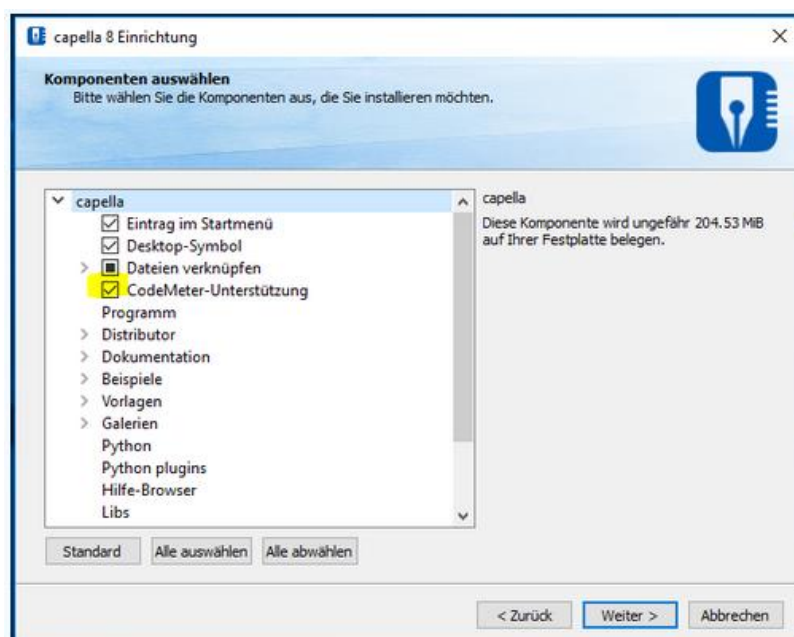 capella 8 Einrichtung
Komponenten auswählen
Bitte wählen Sie die Komponenten aus, die Sie installieren möchten.
capella
Eintrag im Startmenü
Desktop-Symbol
Dateien verknüpfen
CodeMeter-Unterstützung
Programm
Distributor
Dokumentation
Beispiele
Vorlagen
Galerien
Python
Python plugins
Hilfe-Browser
Libs
capella
Diese Komponente wird ungefähr 204.53 MiB
auf Ihrer Festplatte belegen.
Standard Alle auswählen Alle abwählen
< Zurück Weiter > Abbrechen